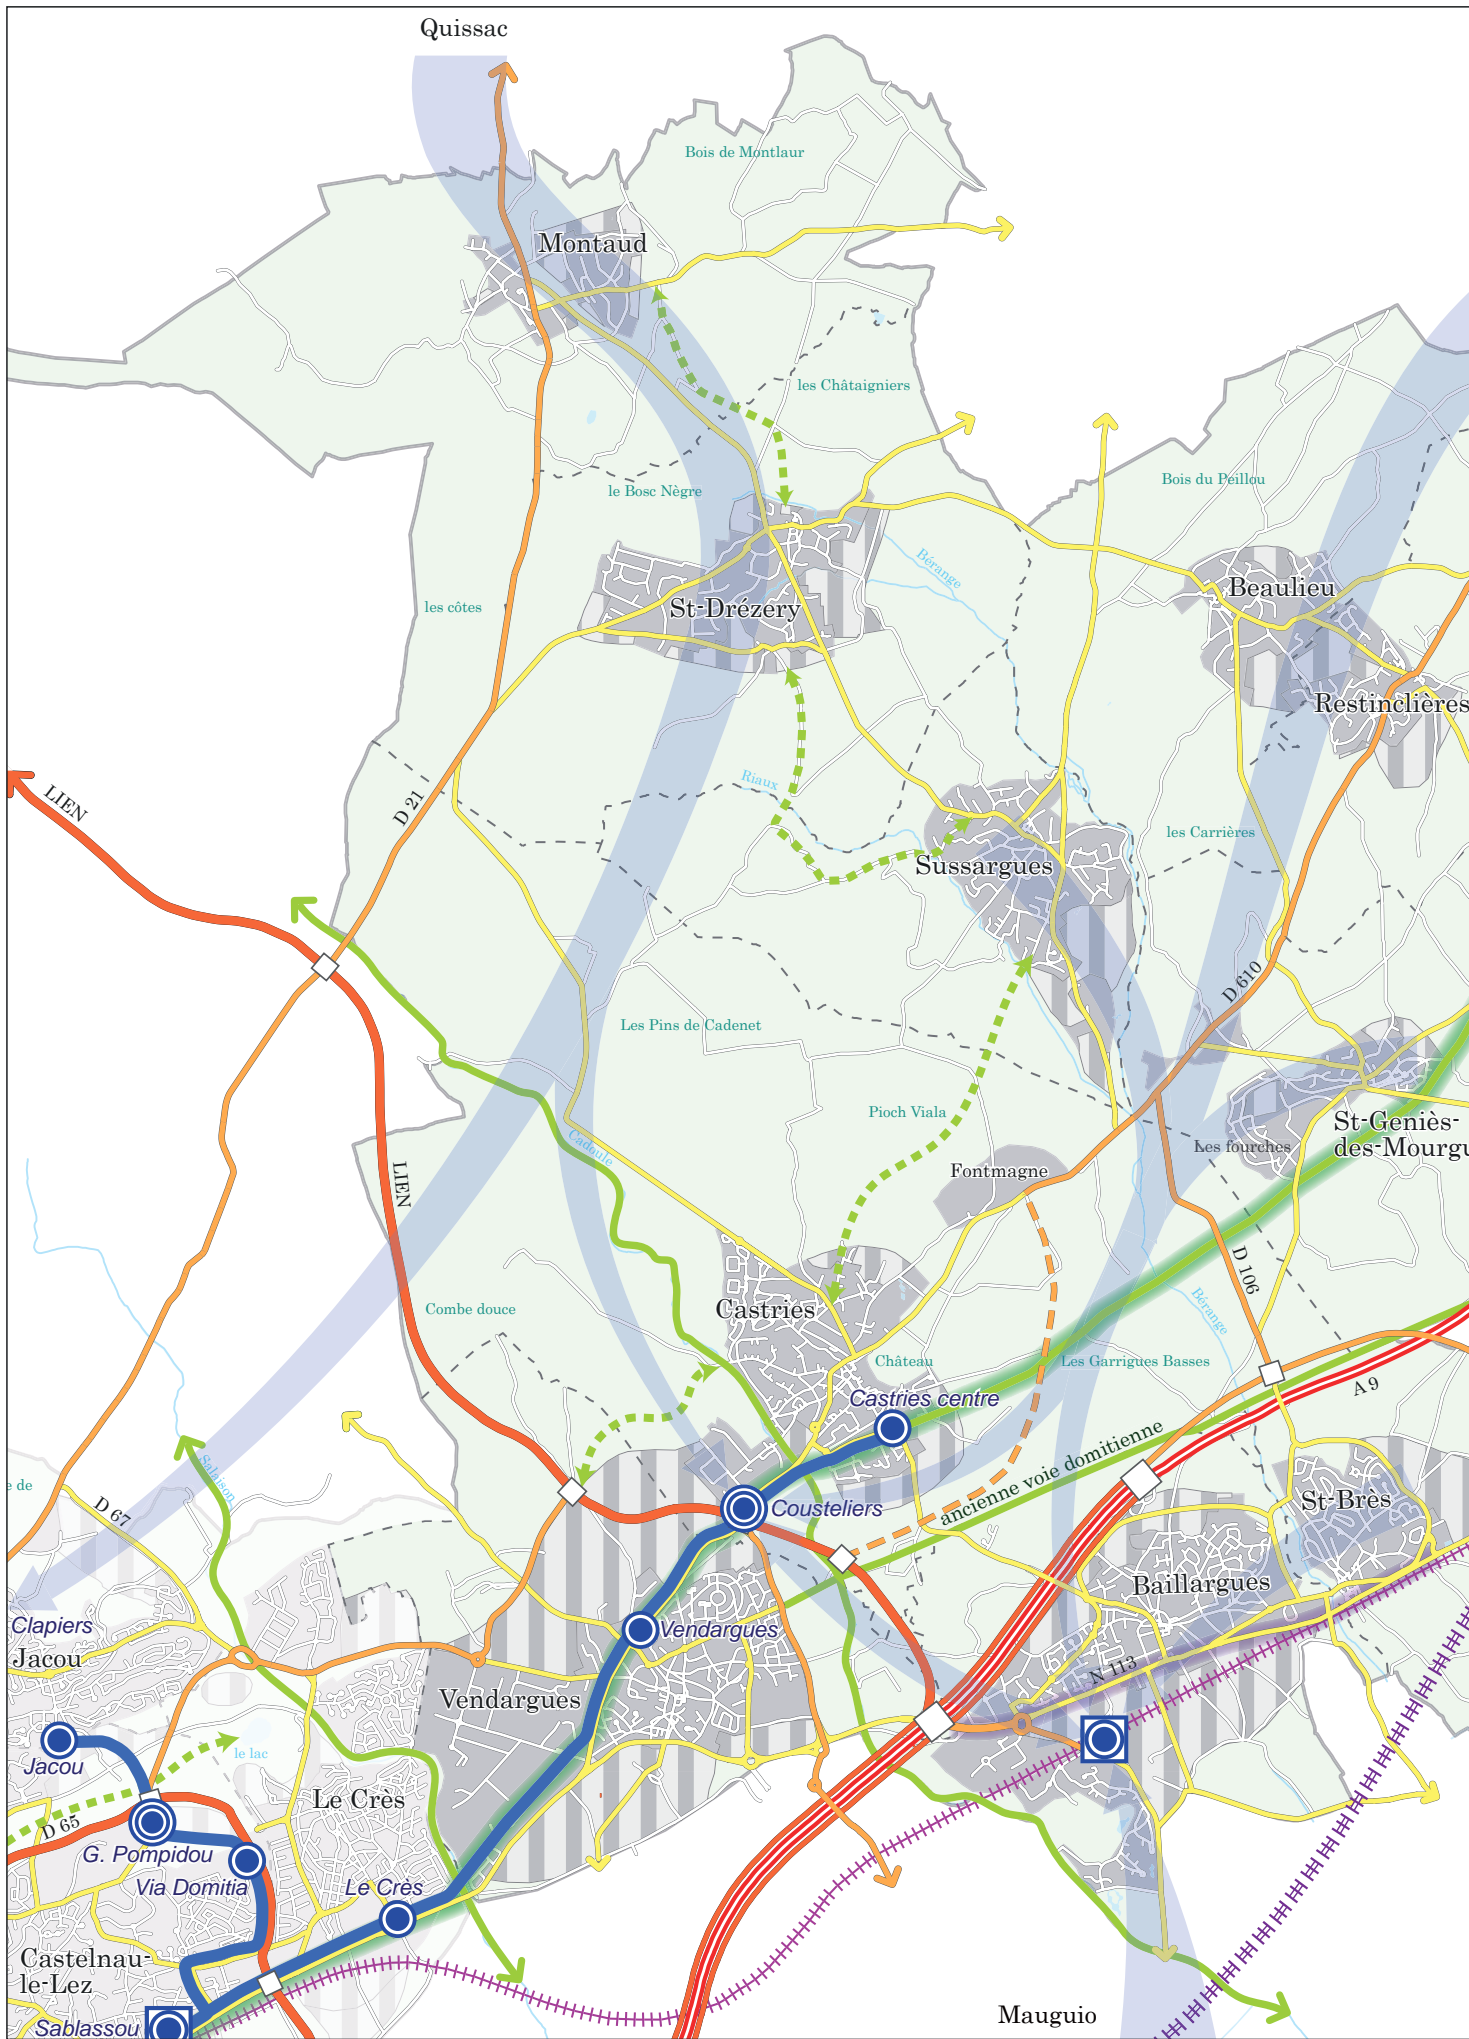 Quissac
Bois de Montlaur
Montaud
les Châtaigniers
Bois du Peillou
le Bosc Nègre
Bérange
Beaulieu
les côtes
St-Drézery
Restinclières
Riaux
LIEN
D 21
les Carrières
Sussargues
D 610
Les Pins de Cadenet
Pioch Viala
Cadoule
LIEN
Fontmagne
Les fourches
St-Geniès-
des-Mourgu
D 106
Bérange
Combe douce
Castries
Château
Les Garrigues Basses
A 9
Castries centre
ancienne voie domitienne
e de
Salaison
D 67
Cousteliers
St-Brès
Baillargues
Clapiers
Jacou
Vendargues
N 113
Vendargues
Jacou
le lac
Le Crès
D 65
G. Pompidou
Via Domitia
Le Crès
Castelnau-
le-Lez
Mauguio
Sablassou